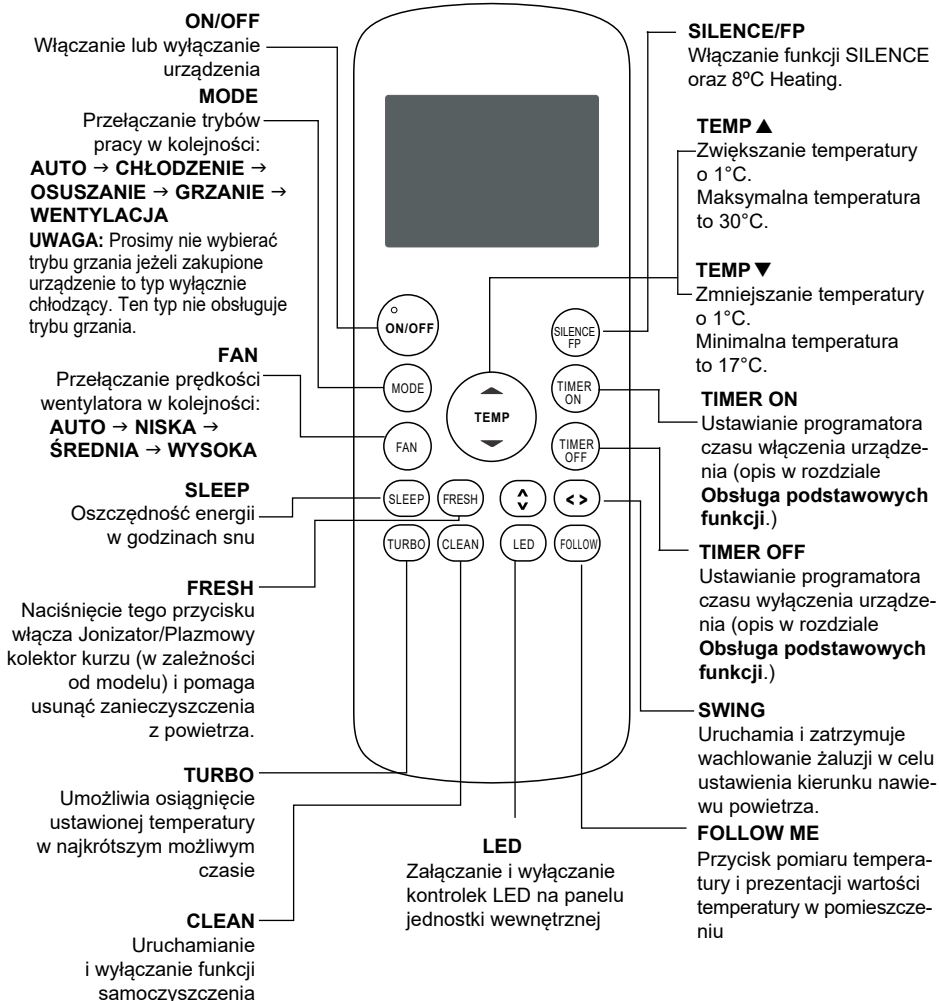 ON/OFF
Włączanie lub wyłączanie
urządzenia
MODE
Przełączanie trybów
pracy w kolejności:
AUTO → CHŁODZENIE →
OSUSZANIE → GRZANIE →
WENTYLACJA
UWAGA: Prosimy nie wybierać
trybu grzania jeżeli zakupione
urządzenie to typ wyłącznie
chłodzący. Ten typ nie obsługuje
trybu grzania.
FAN
Przełączanie prędkości
wentylatora w kolejności:
AUTO → NISKA →
ŚREDNIA → WYSOKA
SLEEP
Oszczędność energii
w godzinach snu
FRESH
Naciśnięcie tego przycisku
włącza Jonizator/Plazmowy
kolektor kurzu (w zależności
od modelu) i pomaga
usunąć zanieczyszczenia
z powietrza.
TURBO
Umożliwia osiągnięcie
ustawionej temperatury
w najkrótszym możliwym
czasie
CLEAN
Uruchamianie
i wyłączanie funkcji
samoczyszczenia
ON/OFF
MODE
FAN
TEMP
SILENCE
FP
TIMER
ON
TIMER
OFF
SLEEP
FRESH
TURBO
CLEAN
LED
FOLLOW
LED
Załączanie i wyłączanie
kontrolek LED na panelu
jednostki wewnętrznej
SILENCE/FP
Włączanie funkcji SILENCE
oraz 8ºC Heating.
TEMP ▲
Zwiększanie temperatury
o 1°C.
Maksymalna temperatura
to 30°C.
TEMP ▼
Zmniejszanie temperatury
o 1°C.
Minimalna temperatura
to 17°C.
TIMER ON
Ustawianie programatora
czasu włączenia urządze-
nia (opis w rozdziale
Obsługa podstawowych
funkcji.)
TIMER OFF
Ustawianie programatora
czasu wyłączenia urządze-
nia (opis w rozdziale
Obsługa podstawowych
funkcji.)
SWING
Uruchamia i zatrzymuje
wachlowanie żaluzji w celu
ustawienia kierunku nawie-
wu powietrza.
FOLLOW ME
Przycisk pomiaru tempera-
tury i prezentacji wartości
temperatury w pomieszcze-
niu